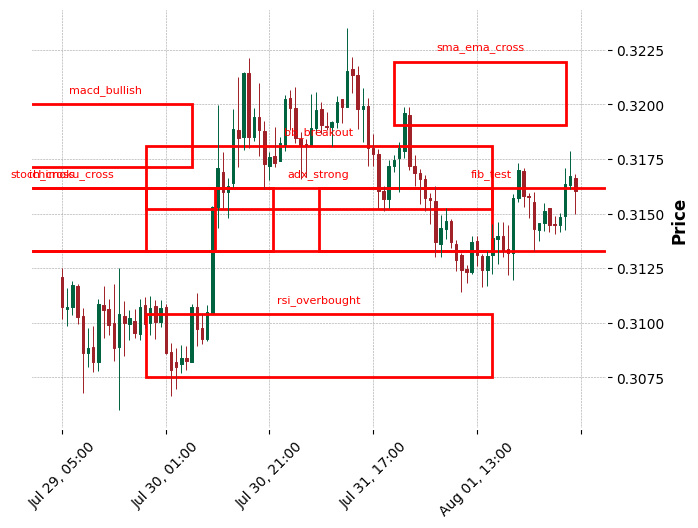 sma_ema_cross
0.3225
macd_bullish
0.3200
breakout
0.3175
cross
adx_strong
fib_test
0.3150
Price
0.3125
rsi_overbought
0.3100
0.3075
Jul 29, 05:00
Jul 30, 01:00
Jul 30, 21:00
Jul 31, 17:00
Aug 01, 13:00